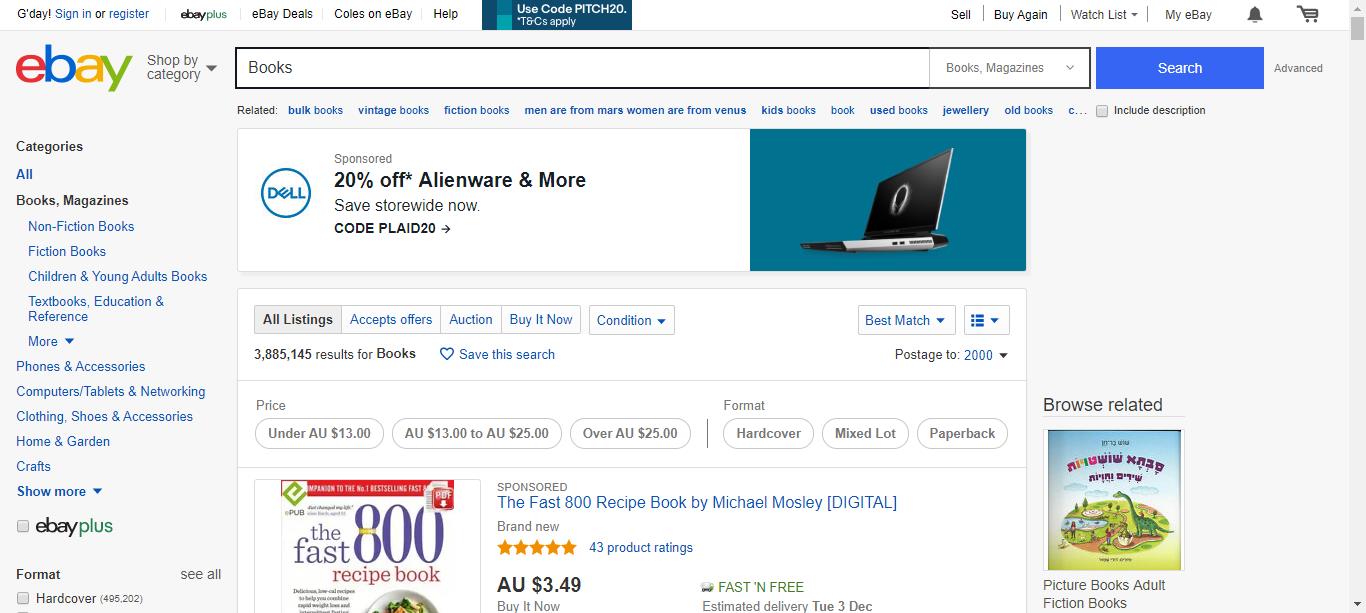 G'day! Sign in or register
ebayplus
eBay Deals
Coles on eBay
Help
Use Code PITCH20.
*T&Cs apply
Sell
Buy Again
Watch List
My eBay
ebay
Shop by
category
Books
Books, Magazines
Search
Advanced
Related: bulk books vintage books fiction books men are from mars women are from venus kids books book used books jewellery old books c...
Include description
Categories
All
Books, Magazines
Non-Fiction Books
Fiction Books
Children & Young Adults Books
Textbooks, Education &
Reference
More
Phones & Accessories
Computers/Tablets & Networking
Clothing, Shoes & Accessories
Home & Garden
Crafts
Show more
ebayplus
Format see all
Hardcover (495,202)
DELL
Sponsored
20% off* Alienware & More
Save storewide now.
CODE PLAID20 →
All Listings
Accepts offers
Auction
Buy It Now
Condition
Best Match
3,885,145 results for Books
Save this search
Postage to: 2000
Price
Under AU $13.00
AU $13.00 to AU $25.00
Over AU $25.00
Format
Hardcover
Mixed Lot
Paperback
ePUB
PDF
the
fast 800
recipe book
Delicious, low-carb recipes
SPONSORED
The Fast 800 Recipe Book by Michael Mosley [DIGITAL]
Brand new
43 product ratings
AU $3.49
Buy It Now
FAST 'N FREE
Estimated delivery Tue 3 Dec
Browse related
סבתא שושטרות
שירים וחוויות
Picture Books Adult
Fiction Books